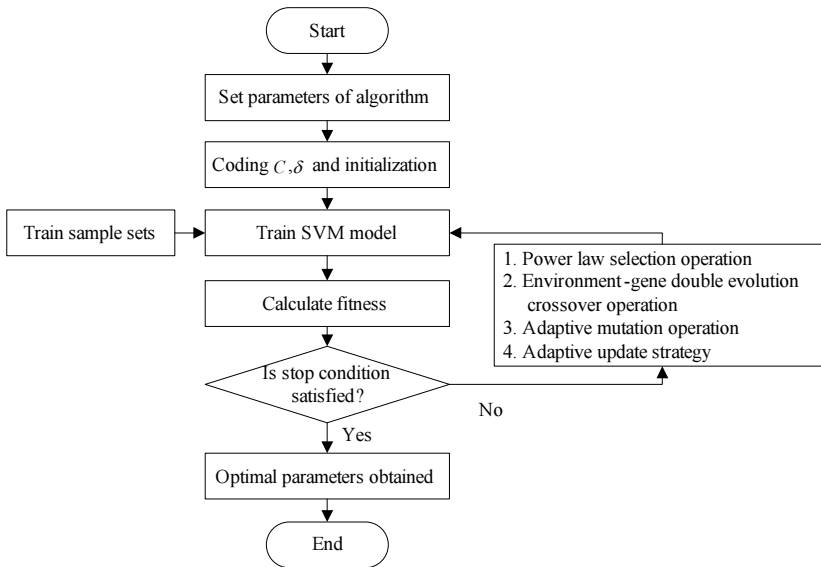 Start
Set parameters of algorithm
Coding C,δ and initialization
Train sample sets
Train SVM model
1. Power law selection operation
2. Environment-gene double evolution
crossover operation
3. Adaptive mutation operation
4. Adaptive update strategy
Calculate fitness
Is stop condition
satisfied?
No
Yes
Optimal parameters obtained
End